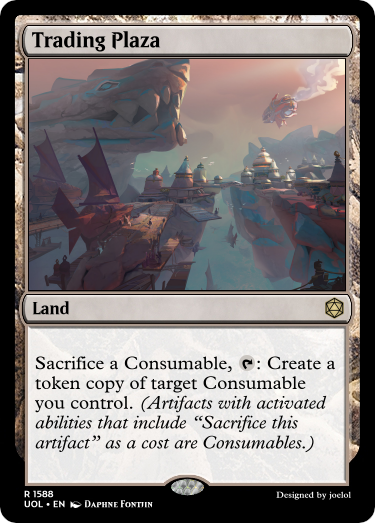 Trading Plaza
Land
Sacrifice a Consumable, : Create a
token copy of target Consumable
you control. (Artifacts with activated
abilities that include “Sacrifice this
artifact” as a cost are Consumables.)
R 1588
UOL • EN Daphne Fontijn
Designed by joelol